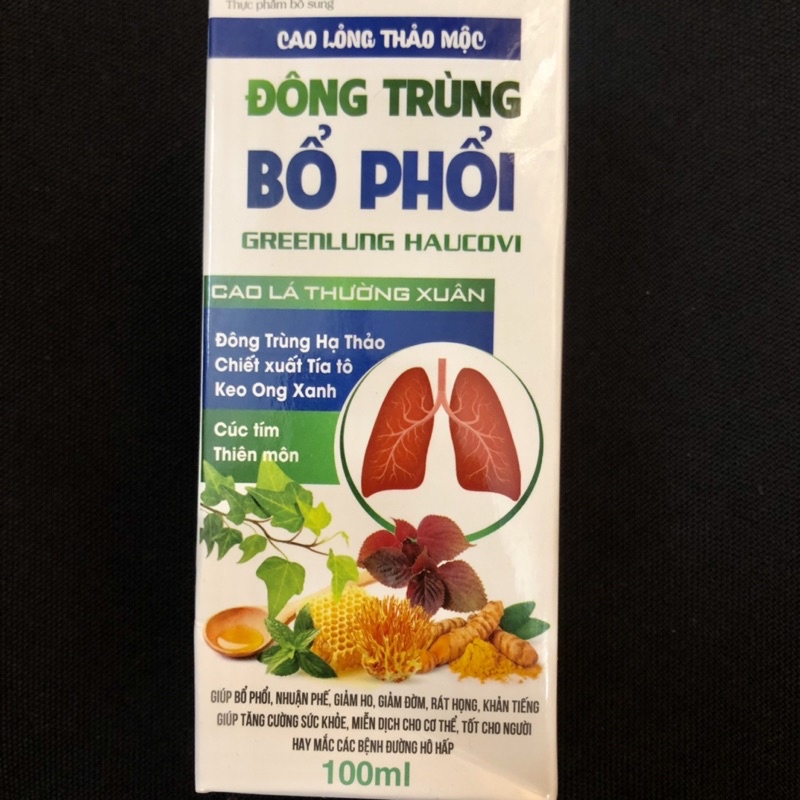 Thực phẩm bổ sung
CAO LỎNG THẢO MỘC
ĐÔNG TRÙNG
BỔ PHỔI
GREENLUNG HAUCOVI
CAO LÁ THƯỜNG XUÂN
Đông Trùng Hạ Thảo
Chiết xuất Tía tô
Keo Ong Xanh
Cúc tím
Thiên môn
GIÚP BỔ PHỔI, NHUẬN PHẾ, GIẢM HO, GIẢM ĐỜM, RÁT HỌNG, KHẢN TIẾNG
GIÚP TĂNG CƯỜNG SỨC KHỎE, MIỄN DỊCH CHO CƠ THỂ, TỐT CHO NGƯỜI
HAY MẮC CÁC BỆNH ĐƯỜNG HÔ HẤP
100ml